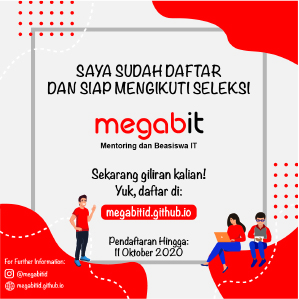 SAYA SUDAH DAFTAR
DAN SIAP MENGIKUTI SELEKSI
megabit
Mentoring dan Beasiswa IT
Sekarang giliran kalian!
Yuk, daftar di:
megabitid.github.io
Pendaftaran Hingga:
11 Oktober 2020
For Further Information:
@megabitid
megabitid.github.io